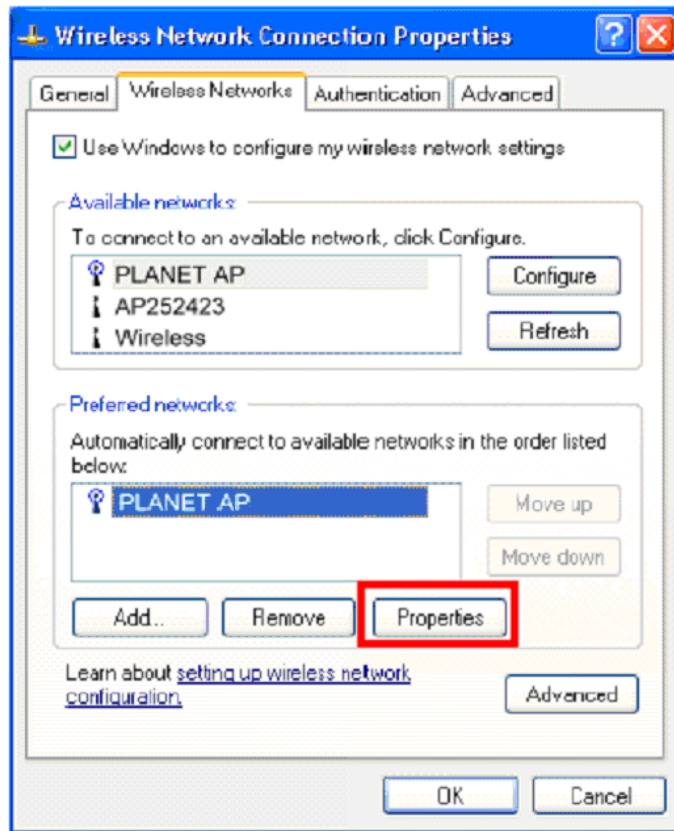 Wireless Network Connection Properties
General Wireless Networks Authentication Advanced
Use Windows to configure my wireless network settings
Available networks:
To connect to an available network, click Configure.
PLANET AP
AP252423
Wireless
Configure
Refresh
Preferred networks:
Automatically connect to available networks in the order listed
below:
PLANET AP
Move up
Move down
Add... Remove Properties
Learn about setting up wireless network
configuration.
Advanced
OK Cancel